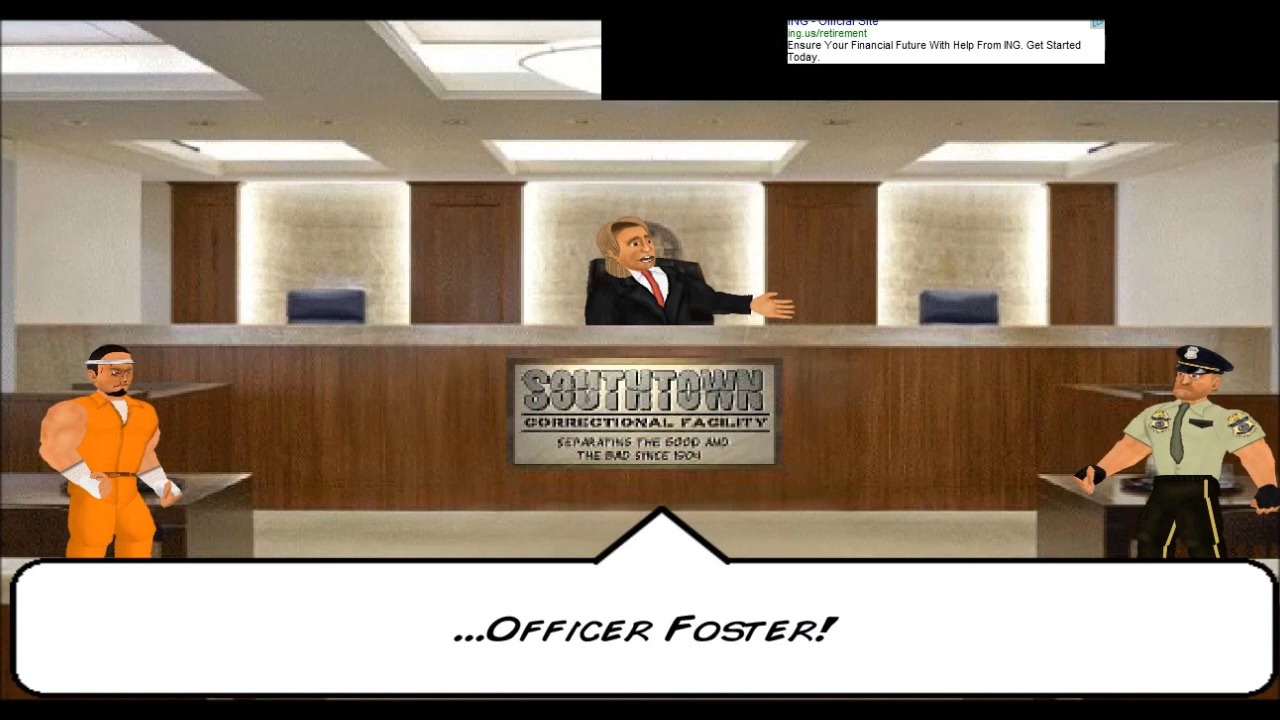 ING - Official Site
ing.us/retirement
Ensure Your Financial Future With Help From ING. Get Started
Today.
SOUTHTOWN
CORRECTIONAL FACILITY
SEPARATING THE GOOD AND
THE BAD SINCE 1904
...OFFICER FOSTER!